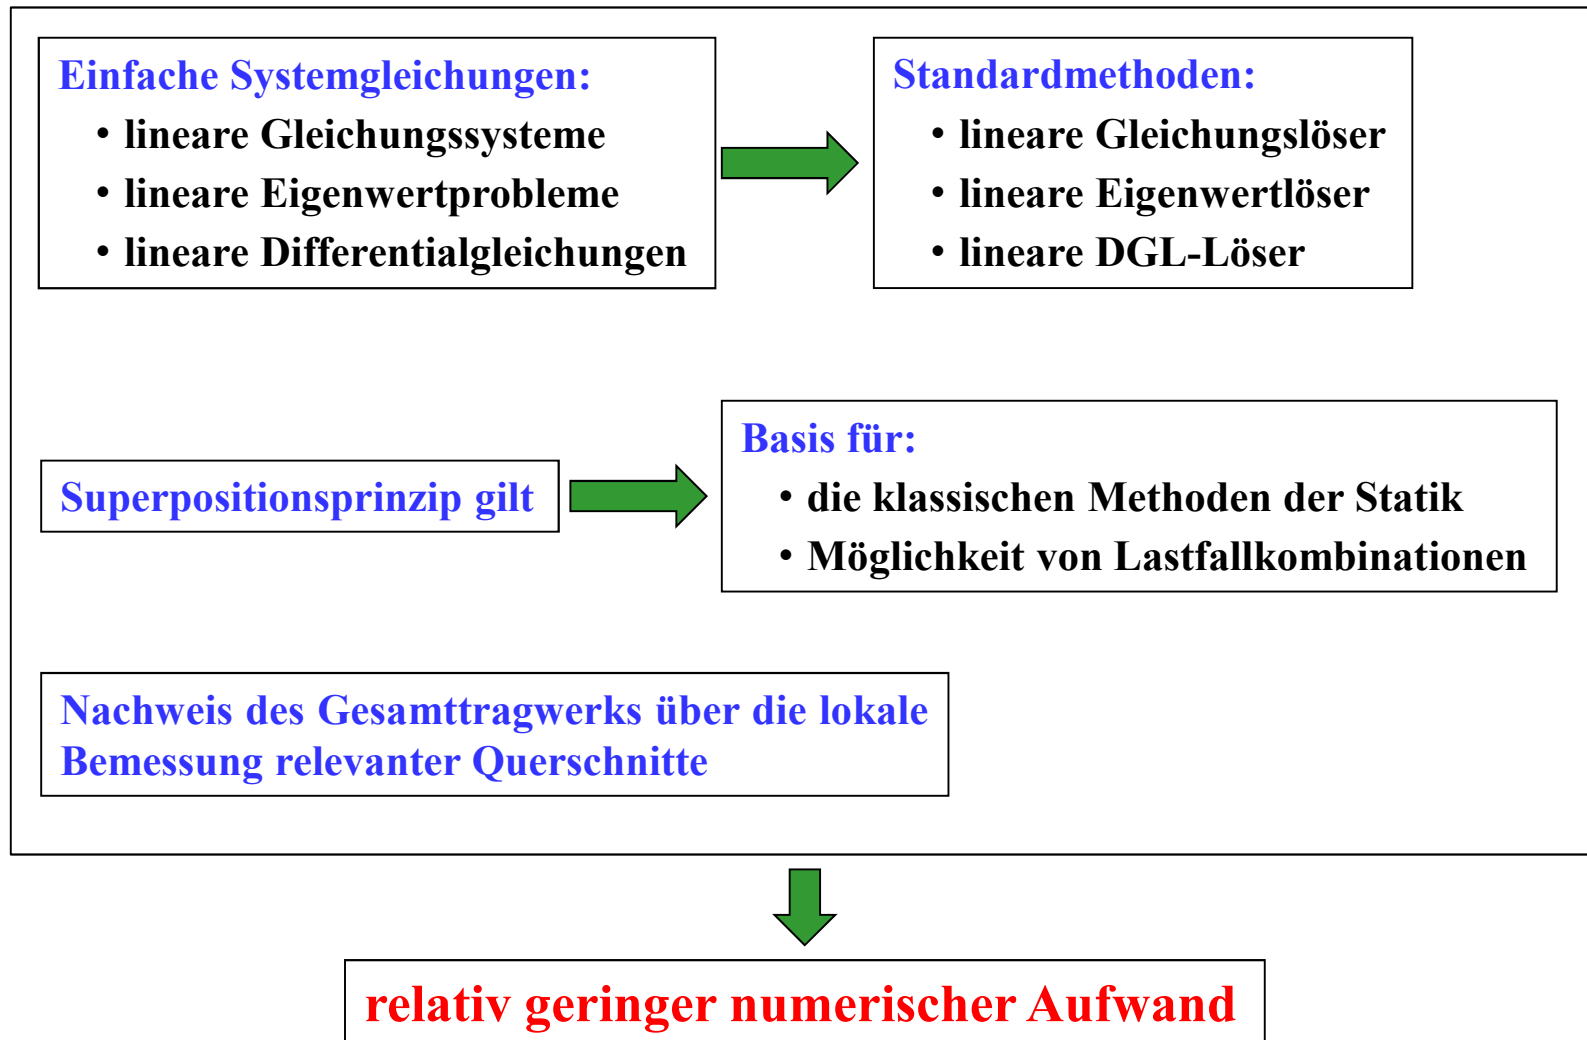 Einfache Systemgleichungen:
• lineare Gleichungssysteme
• lineare Eigenwertprobleme
• lineare Differentialgleichungen
Standardmethoden:
• lineare Gleichungslöser
• lineare Eigenwertlöser
• lineare DGL-Löser
Superpositionsprinzip gilt
Basis für:
• die klassischen Methoden der Statik
• Möglichkeit von Lastfallkombinationen
Nachweis des Gesamttragwerks über die lokale
Bemessung relevanter Querschnitte
relativ geringer numerischer Aufwand